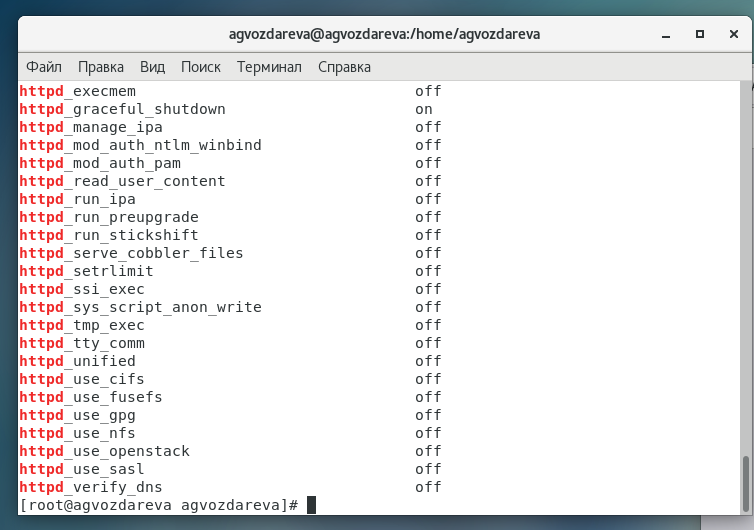 agvozdareva@agvozdareva:/home/agvozdareva
Файл Правка Вид Поиск Терминал Справка
httpd_execmem off
httpd_graceful_shutdown on
httpd_manage_ipa off
httpd_mod_auth_ntlm_winbind off
httpd_mod_auth_pam off
httpd_read_user_content off
httpd_run_ipa off
httpd_run_preupgrade off
httpd_run_stickshift off
httpd_serve_cobbler_files off
httpd_setrlimit off
httpd_ssi_exec off
httpd_sys_script_anon_write off
httpd_tmp_exec off
httpd_tty_comm off
httpd_unified off
httpd_use_cifs off
httpd_use_fusefs off
httpd_use_gpg off
httpd_use_nfs off
httpd_use_openstack off
httpd_use_sasl off
httpd_verify_dns off
[root@agvozdareva agvozdareva]#